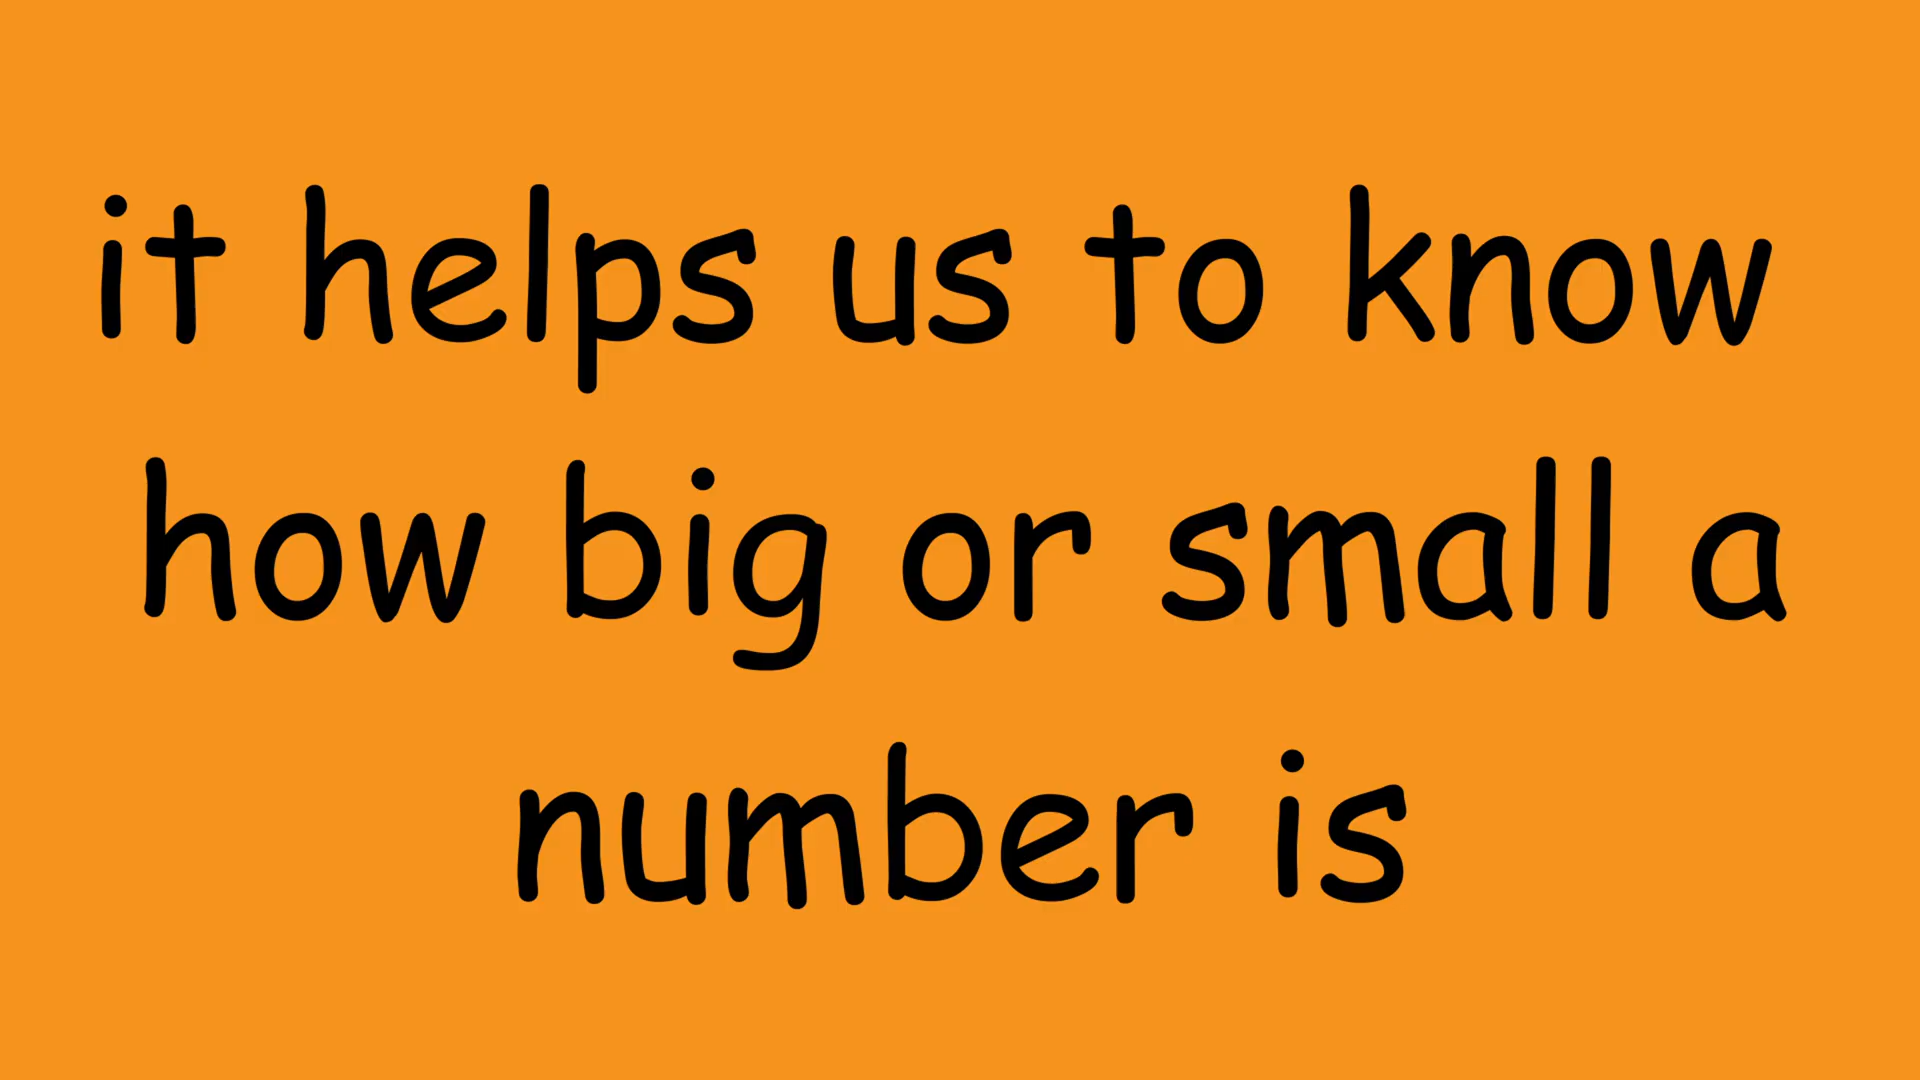 it helps us to know
how big or small a
number is